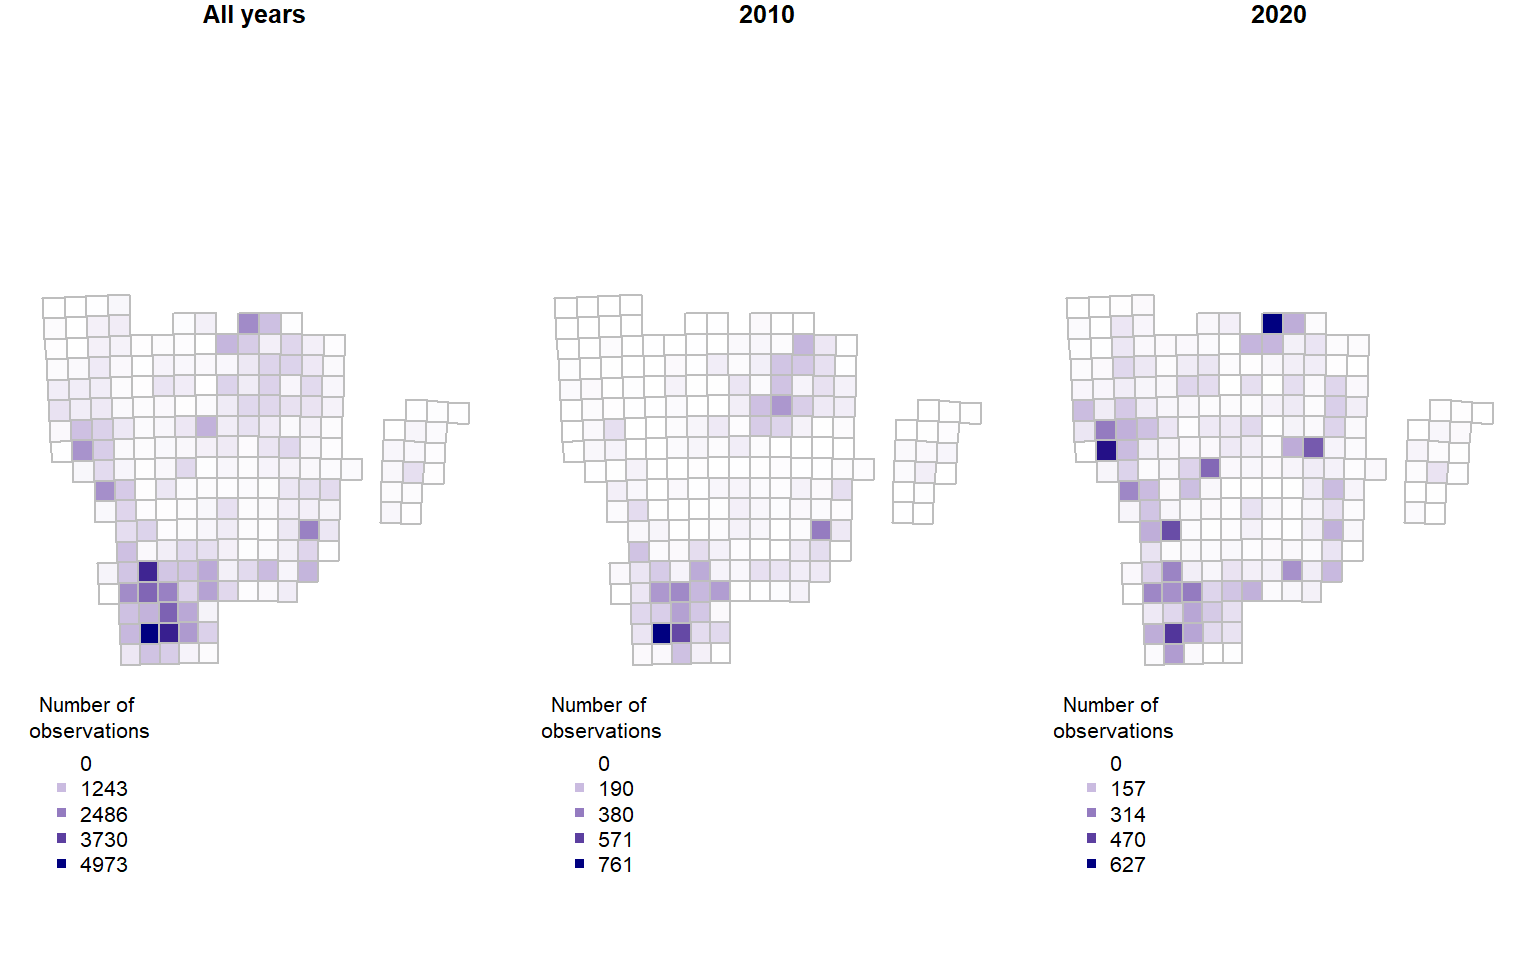 All years
2010
2020
Number of
observations
0
1243
2486
3730
4973
Number of
observations
0
190
380
571
761
Number of
observations
0
157
314
470
627